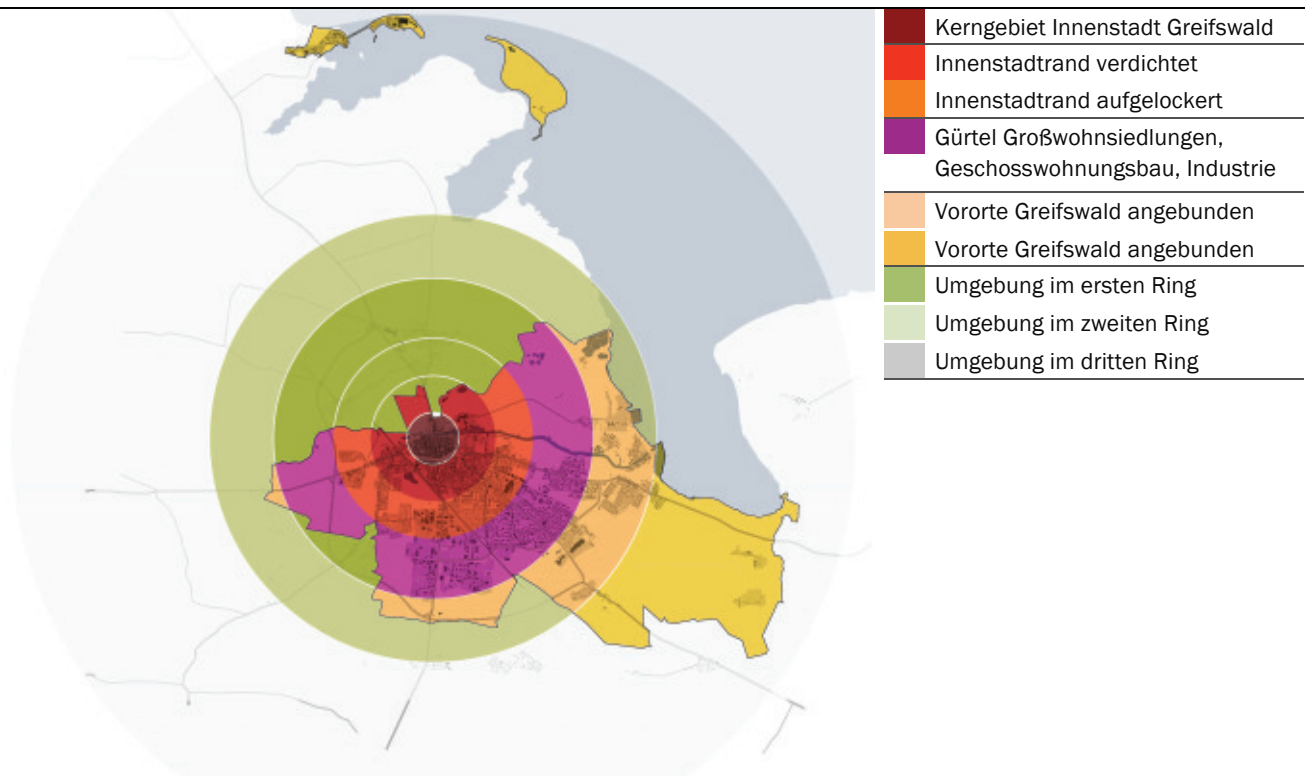 Kerngebiet Innenstadt Greifswald
Innenstadtrand verdichtet
Innenstadtrand aufgelockert
Gürtel Großwohnsiedlungen,
Geschosswohnungsbau, Industrie
Vororte Greifswald angebunden
Vororte Greifswald angebunden
Umgebung im ersten Ring
Umgebung im zweiten Ring
Umgebung im dritten Ring